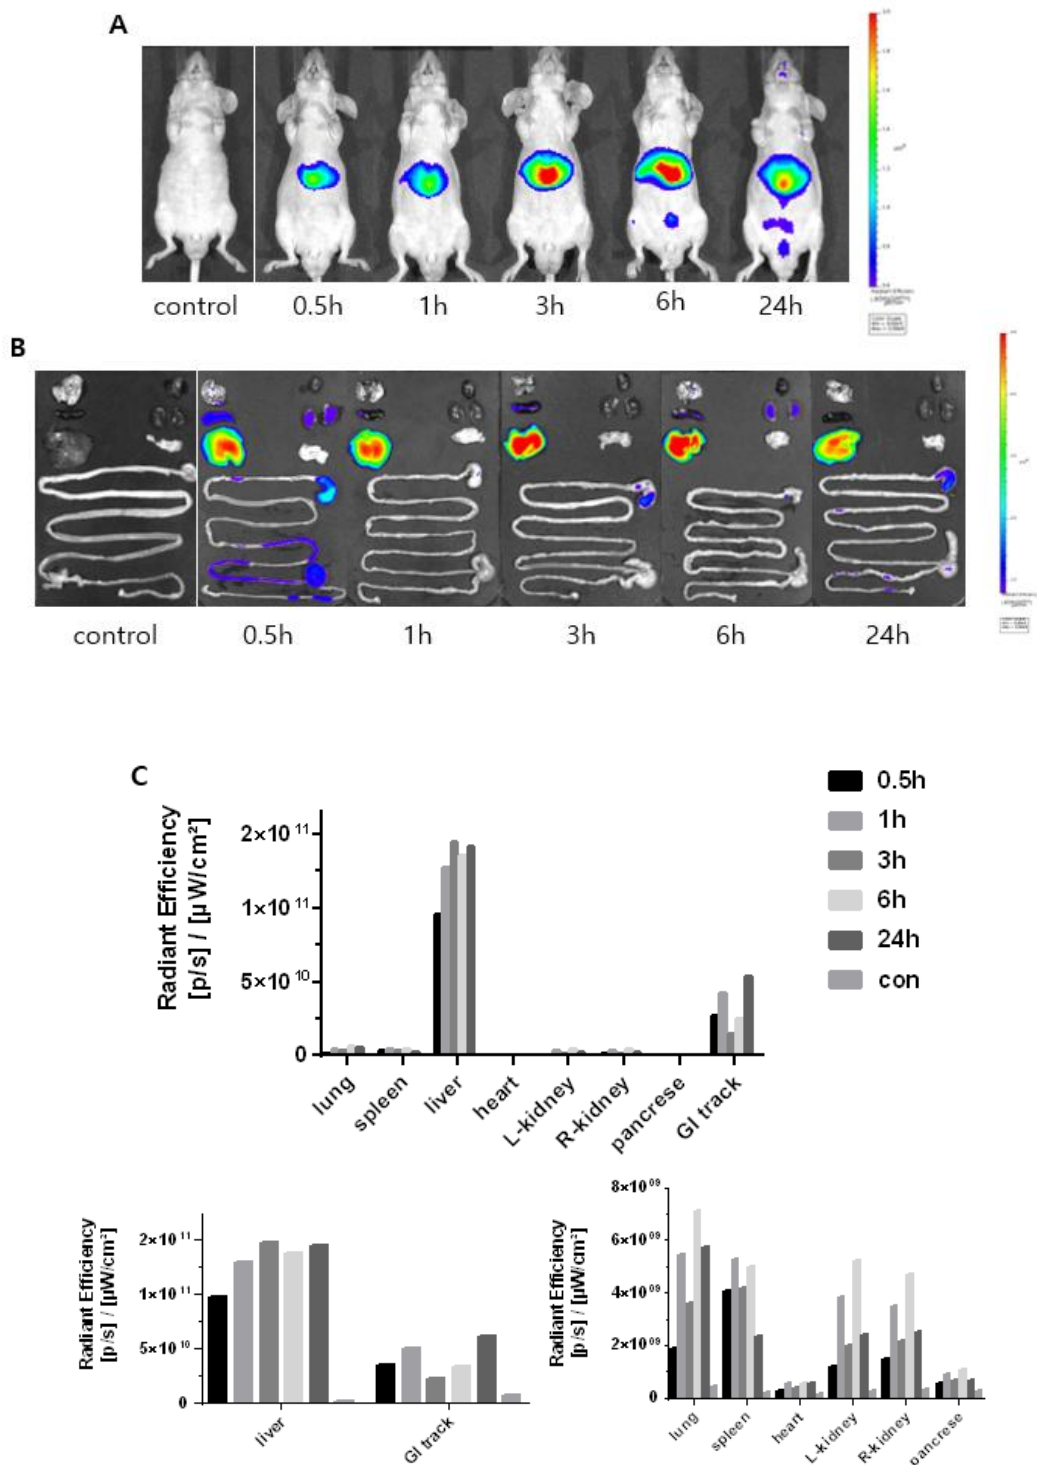 A
control
0.5h
1h
3h
6h
24h
B
control
0.5h
1h
3h
6h
24h
C
Radiant Efficiency
[p/s] / [µW/cm²]
2×10 11
1×10 11
5×10 10
0
lung
spleen
liver
heart
L-kidney
R-kidney
pancrese
GI track
0.5h
1h
3h
6h
24h
con
Radiant Efficiency
[p/s] / [µW/cm²]
2×10 11
1×10 11
5×10 10
0
liver
GI track
Radiant Efficiency
[p/s] / [µW/cm²]
8×10 09
6×10 09
4×10 09
2×10 09
0
lung
spleen
heart
L-kidney
R-kidney
pancrese